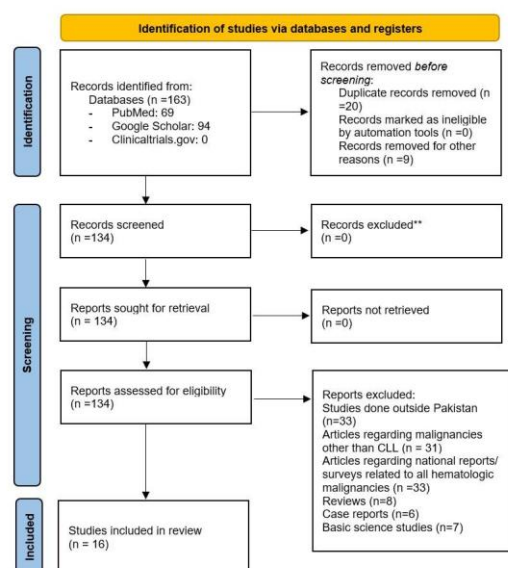 Identification of studies via databases and registers
Identification
Records identified from:
Databases (n =163)
- PubMed: 69
- Google Scholar: 94
- Clinicaltrials.gov: 0
Records removed before
screening:
Duplicate records removed (n
=20)
Records marked as ineligible
by automation tools (n =0)
Records removed for other
reasons (n =9)
Screening
Records screened
(n =134)
Records excluded**
(n =0)
Reports sought for retrieval
(n = 134)
Reports not retrieved
(n =0)
Reports assessed for eligibility
(n =134)
Reports excluded:
Studies done outside Pakistan
(n=33)
Articles regarding malignancies
other than CLL (n = 31)
Articles regarding national reports/
surveys related to all hematologic
malignancies (n =33)
Reviews (n=8)
Case reports (n=6)
Basic science studies (n=7)
Included
Studies included in review
(n = 16)